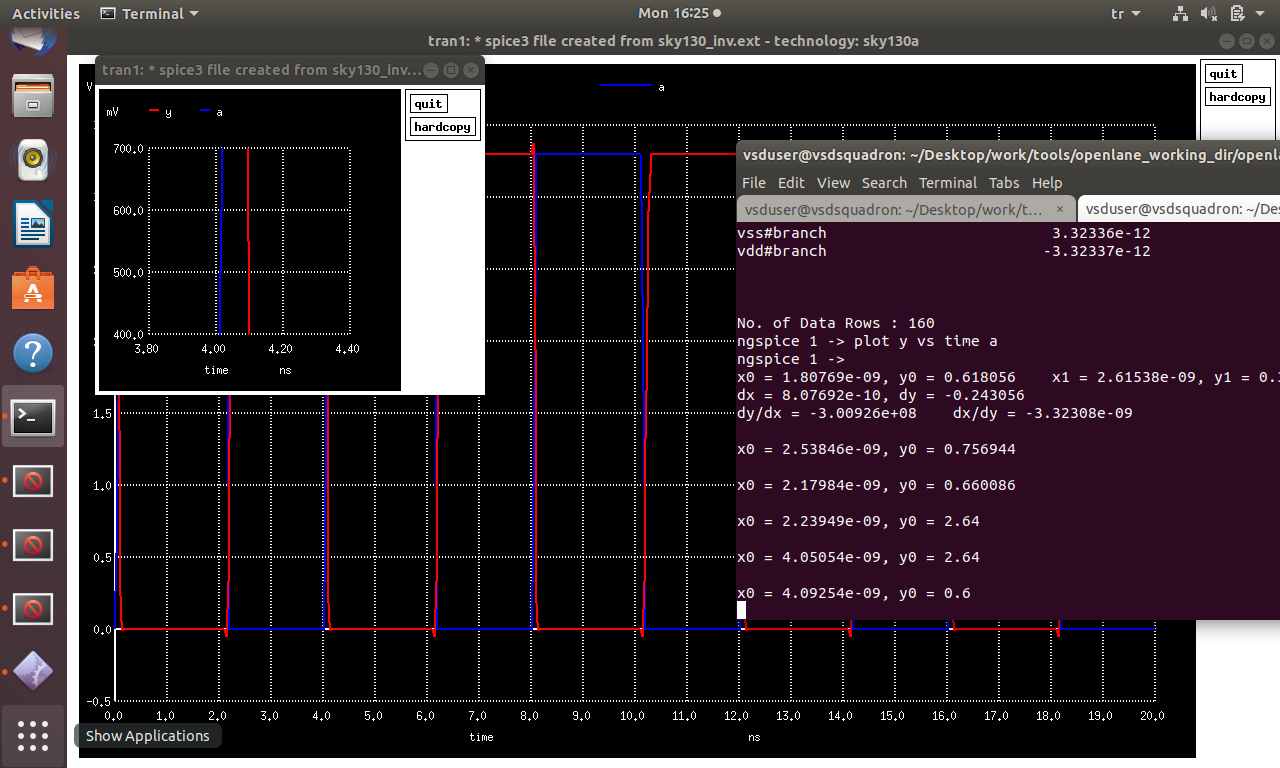 Activities Terminal Mon 16:25 tr
tran1: * spice3 file created from sky130_inv.ext - technology: sky130a
quit
hardcopy
V
a
tran1: * spice3 file created from sky130_inv...
quit
hardcopy
mV y a
700.0
600.0
500.0
400.0
3.80 4.00 4.20 4.40
time ns
1.5
1.0
0.5
0.0
-0.5
0.0 1.0 2.0 3.0 4.0 5.0 6.0 7.0 8.0 9.0 10.0 11.0 12.0 13.0 14.0 15.0 16.0 17.0 18.0 19.0 20.0
time ns
vsduser@vsdsquadron: ~/Desktop/work/tools/openlane_working_dir/openla
File Edit View Search Terminal Tabs Help
vsduser@vsdsquadron: ~/Desktop/work/t... × vsduser@vsdsquadron: ~/Des
vss#branch 3.32336e-12
vdd#branch -3.32337e-12
No. of Data Rows : 160
ngspice 1 -> plot y vs time a
ngspice 1 ->
x0 = 1.80769e-09, y0 = 0.618056 x1 = 2.61538e-09, y1 = 0.3
dx = 8.07692e-10, dy = -0.243056
dy/dx = -3.00926e+08 dx/dy = -3.32308e-09
x0 = 2.53846e-09, y0 = 0.756944
x0 = 2.17984e-09, y0 = 0.660086
x0 = 2.23949e-09, y0 = 2.64
x0 = 4.05054e-09, y0 = 2.64
x0 = 4.09254e-09, y0 = 0.6
Show Applications